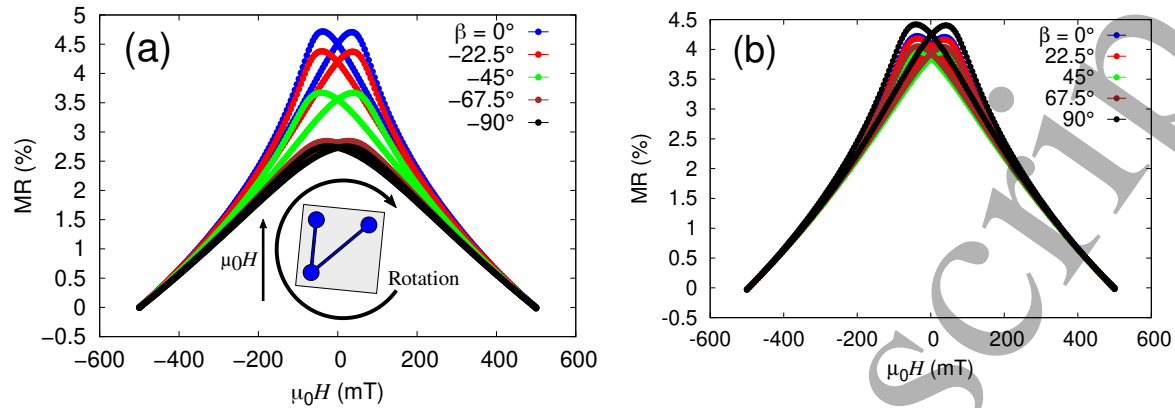 (a)
β = 0°
−22.5°
−45°
−67.5°
−90°
MR (%)
5
4.5
4
3.5
3
2.5
2
1.5
1
0.5
0
−0.5
μ0H
Rotation
−600 −400 −200 0 200 400 600
μ0H (mT)
(b)
β = 0°
22.5°
45°
67.5°
90°
MR (%)
4.5
4
3.5
3
2.5
2
1.5
1
0.5
0
-0.5
-600 -400 -200 0 200 400 600
μ0H (mT)
scrip